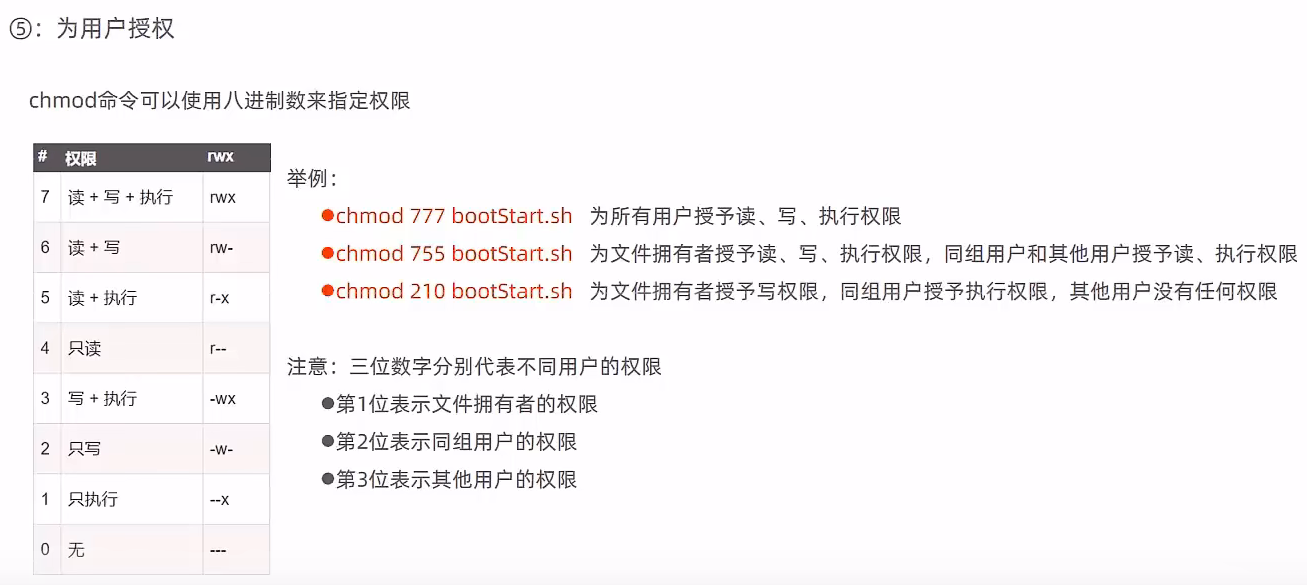 ⑤：为用户授权
chmod命令可以使用八进制数来指定权限
# 权限 rwx
7 读 + 写 + 执行 rwx
6 读 + 写 rw-
5 读 + 执行 r-x
4 只读 r--
3 写 + 执行 -wx
2 只写 -w-
1 只执行 --x
0 无 ---
举例：
●chmod 777 bootStart.sh 为所有用户授予读、写、执行权限
●chmod 755 bootStart.sh 为文件拥有者授予读、写、执行权限，同组用户和其他用户授予读、执行权限
●chmod 210 bootStart.sh 为文件拥有者授予写权限，同组用户授予执行权限，其他用户没有任何权限
注意：三位数字分别代表不同用户的权限
●第1位表示文件拥有者的权限
●第2位表示同组用户的权限
●第3位表示其他用户的权限